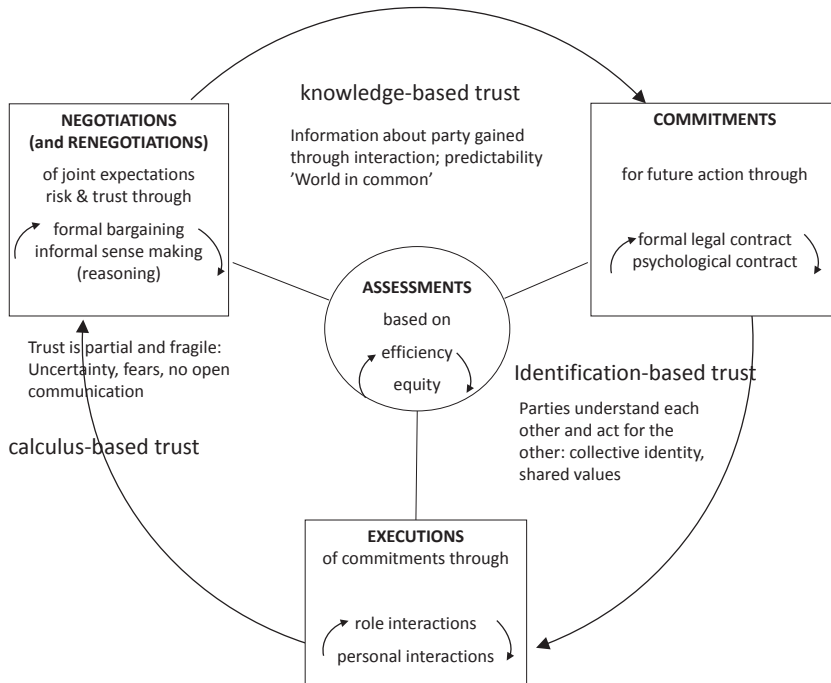 knowledge-based trust
Information about party gained
through interaction; predictability
’World in common’
NEGOTIATIONS
(and RENEGOTIATIONS)
of joint expectations
risk & trust through
formal bargaining
informal sense making
(reasoning)
COMMITMENTS
for future action through
formal legal contract
psychological contract
ASSESSMENTS
based on
efficiency
equity
Trust is partial and fragile:
Uncertainty, fears, no open
communication
calculus-based trust
Identification-based trust
Parties understand each
other and act for the
other: collective identity,
shared values
EXECUTIONS
of commitments through
role interactions
personal interactions